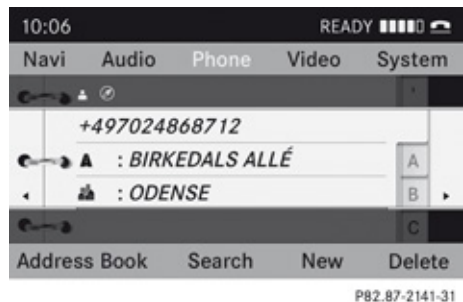 10:06 READY
Navi Audio Phone Video System
+497024868712
A : BIRKEDALS ALLÉ A
: ODENSE B
C
Address Book Search New Delete
P82.87-2141-31